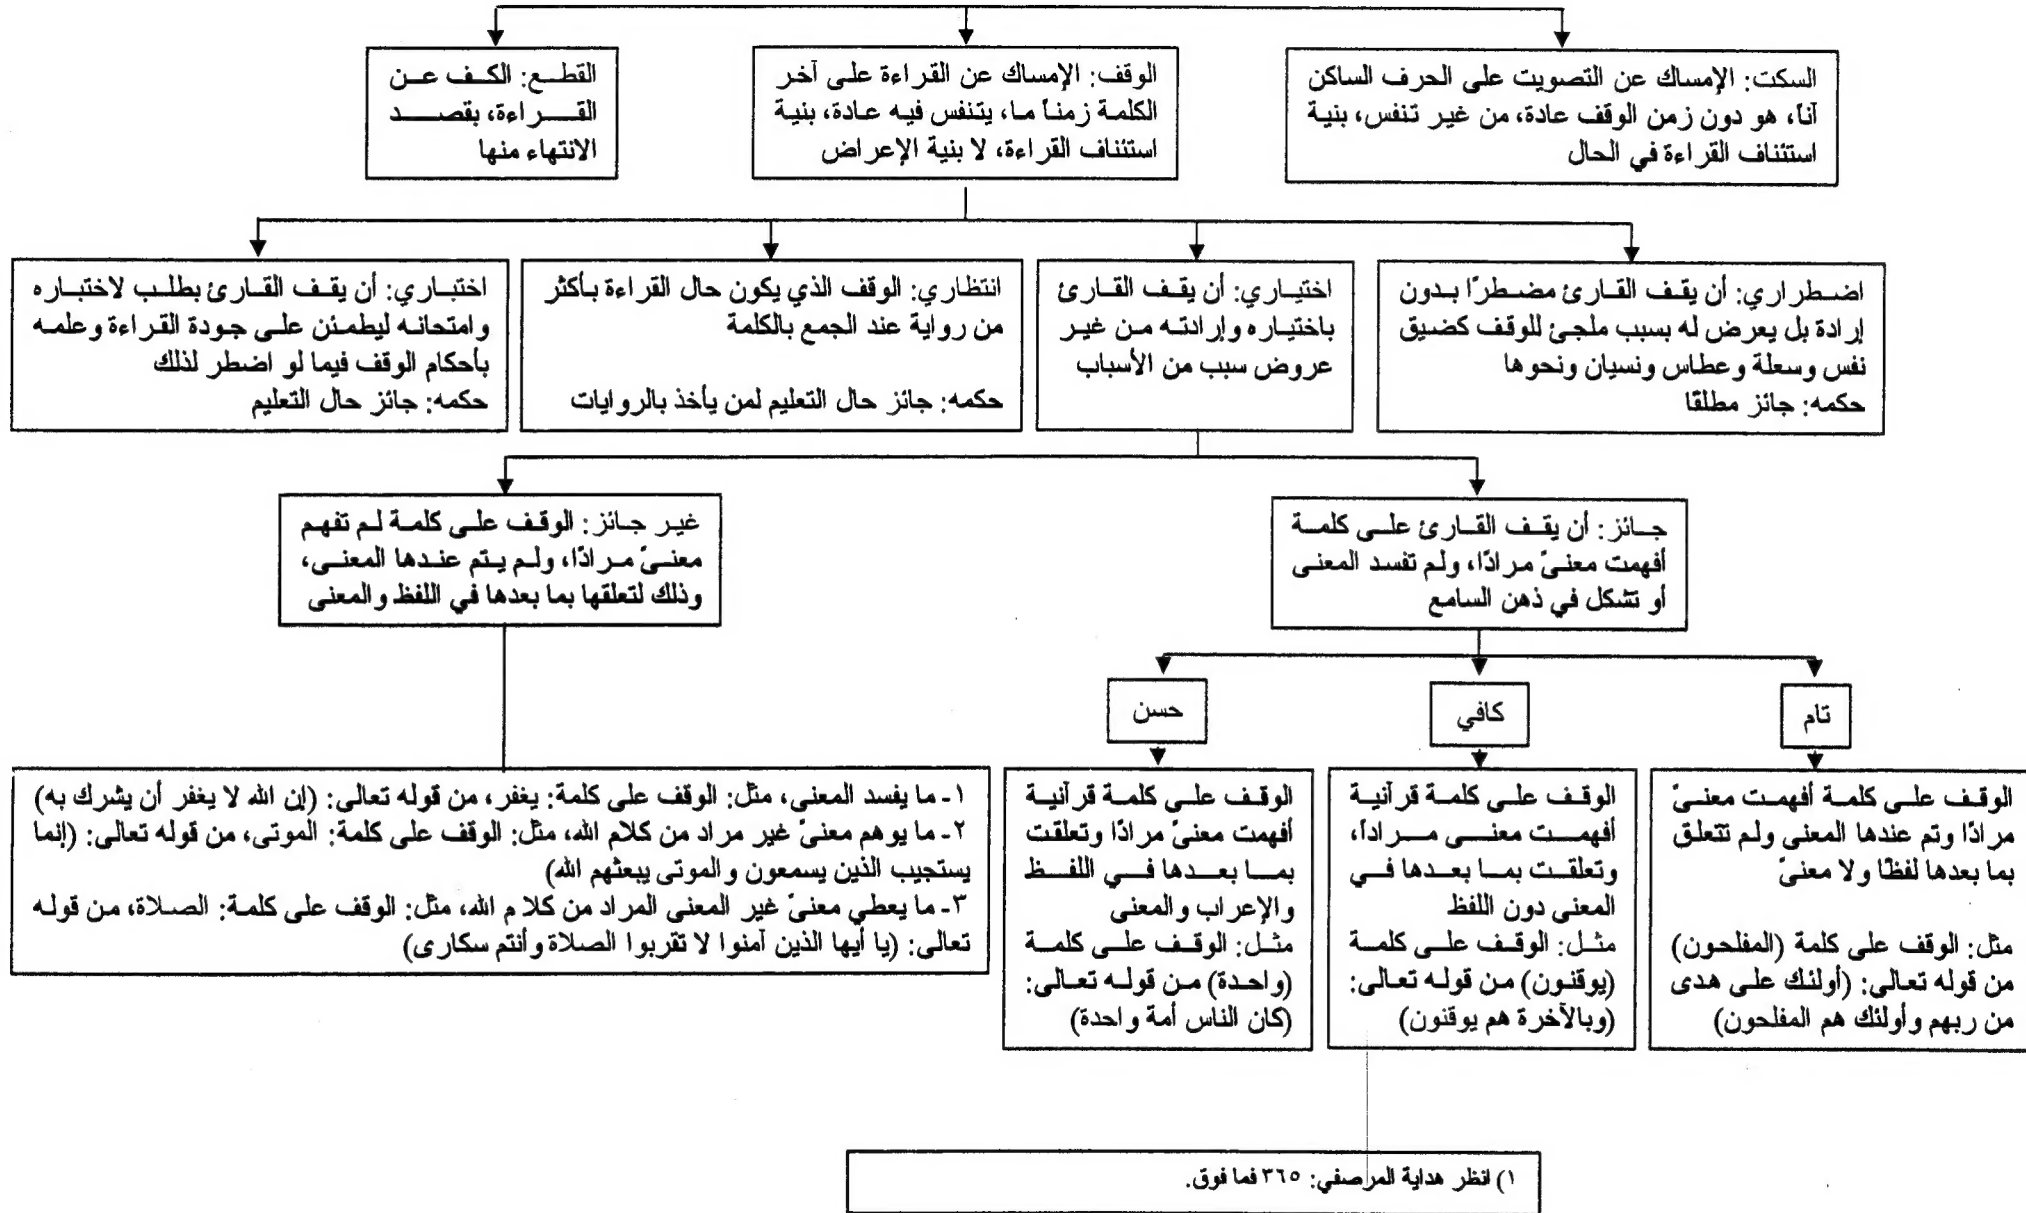 السكت: الإمساك عن التصويت على الحرف الساكن
آناً، هو دون زمن الوقف عادة، من غير تنفس، بنية
استئناف القراءة في الحال
الوقف: الإمساك عن القراءة على آخر
الكلمة زمناً ما، يتنفس فيه عادة، بنية
استئناف القراءة، لا بنية الإعراض
القطع: الكف عن
القراءة، بقصد
الانتهاء منها
اضطراري: أن يقف القارئ مضطرًا بدون
إرادة بل يعرض له بسبب ملجئ للوقف كضيق
نفس وسعلة وعطاس ونسيان ونحوها
حكمه: جائز مطلقًا
اختياري: أن يقف القارئ
باختياره وإرادته من غير
عروض سبب من الأسباب
انتظاري: الوقف الذي يكون حال القراءة بأكثر
من رواية عند الجمع بالكلمة
حكمه: جائز حال التعليم لمن يأخذ بالروايات
اختباري: أن يقف القارئ بطلب لاختباره
وامتحانه ليطمئن على جودة القراءة وعلمه
بأحكام الوقف فيما لو اضطر لذلك
حكمه: جائز حال التعليم
جائز: أن يقف القارئ على كلمة
أفهمت معنىً مرادًا، ولم تفسد المعنى
أو تشكل في ذهن السامع
غير جائز: الوقف على كلمة لم تفهم
معنىً مرادًا، ولم يتم عندها المعنى،
وذلك لتعلقها بما بعدها في اللفظ والمعنى
تام
كافي
حسن
الوقف على كلمة أفهمت معنىً
مرادًا وتم عندها المعنى ولم تتعلق
بما بعدها لفظًا ولا معنىً
مثل: الوقف على كلمة (المفلحون)
من قوله تعالى: (أولئك على هدى
من ربهم وأولئك هم المفلحون)
الوقف على كلمة قرآنية
أفهمت معنى مراداً،
وتعلقت بما بعدها في
المعنى دون اللفظ
مثل: الوقف على كلمة
(يوقنون) من قوله تعالى:
(وبالآخرة هم يوقنون)
الوقف على كلمة قرآنية
أفهمت معنىً مرادًا وتعلقت
بما بعدها في اللفظ
والإعراب والمعنى
مثل: الوقف على كلمة
(واحدة) من قوله تعالى:
(كان الناس أمة واحدة)
١- ما يفسد المعنى، مثل: الوقف على كلمة: يغفر، من قوله تعالى: (إن الله لا يغفر أن يشرك به)
٢- ما يوهم معنىً غير مراد من كلام الله، مثل: الوقف على كلمة: الموتى، من قوله تعالى: (إنما
يستجيب الذين يسمعون والموتى يبعثهم الله)
٣- ما يعطي معنىً غير المعنى المراد من كلام الله، مثل: الوقف على كلمة: الصلاة، من قوله
تعالى: (يا أيها الذين آمنوا لا تقربوا الصلاة وأنتم سكارى)
١) انظر هداية المرصفي: ٣٦٥ فما فوق.